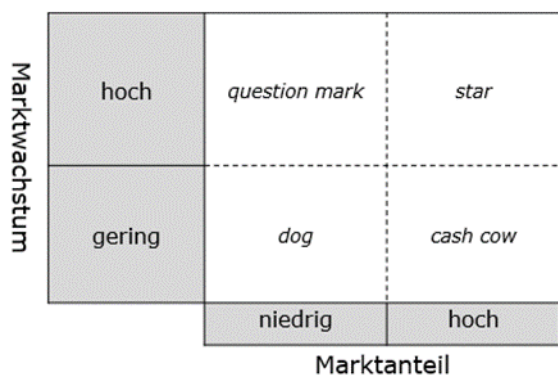 Marktwachstum
hoch
question mark
star
gering
dog
cash cow
niedrig
hoch
Marktanteil